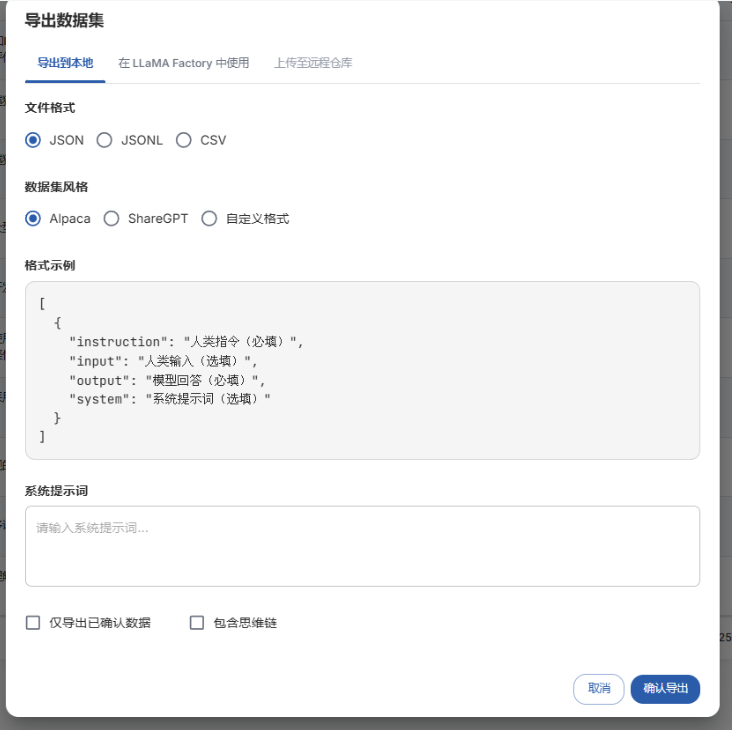 导出数据集
导出到本地 在 LLaMA Factory 中使用 上传至远程仓库
文件格式
JSON JSONL CSV
数据集风格
Alpaca ShareGPT 自定义格式
格式示例
[
{
"instruction": "人类指令（必填）",
"input": "人类输入（选填）",
"output": "模型回答（必填）",
"system": "系统提示词（选填）"
}
]
系统提示词
请输入系统提示词...
仅导出已确认数据 包含思维链
25
取消 确认导出